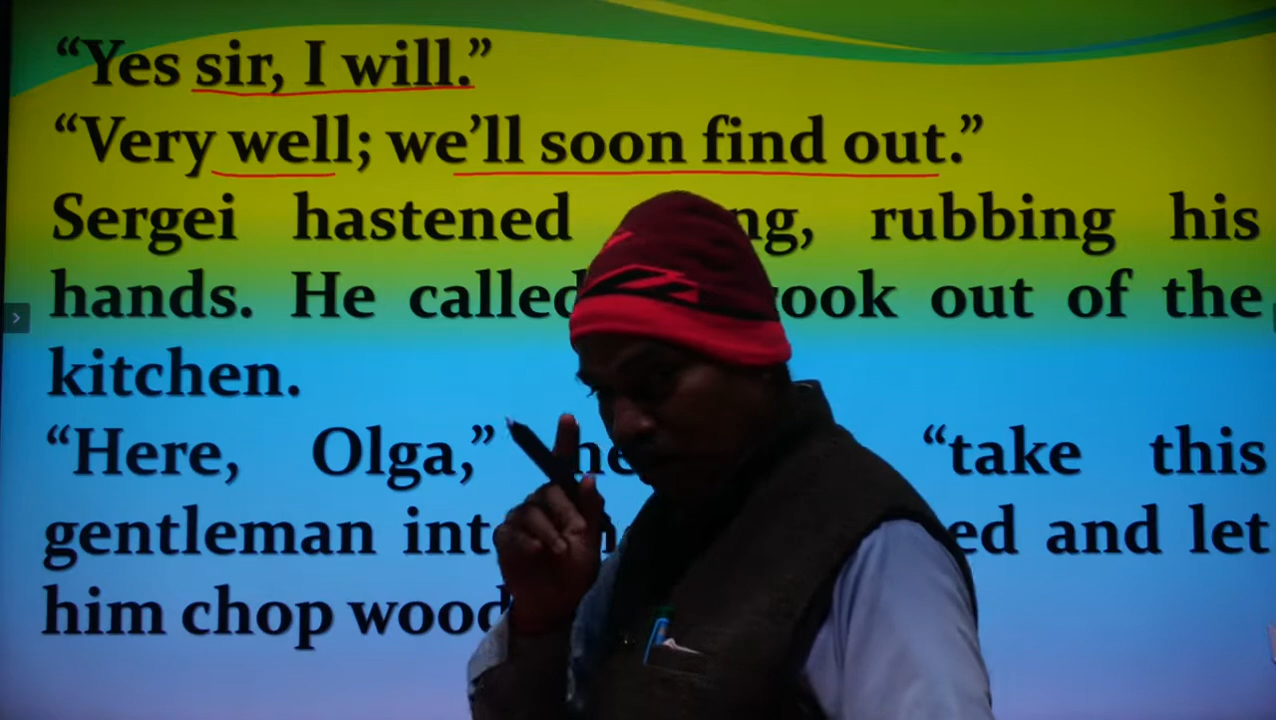 “Yes sir, I will.”
“Very well; we’ll soon find out.”
Sergei hastened ng, rubbing his
hands. He called ook out of the
kitchen.
“Here, Olga,” he “take this
gentleman int ed and let
him chop wood